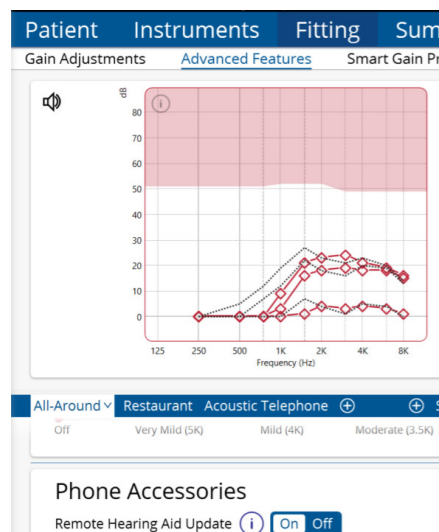 Patient Instruments Fitting Sum
Gain Adjustments Advanced Features Smart Gain Pr
dB
i
80
70
60
50
40
30
20
10
0
125 250 500 1K 2K 4K 8K
Frequency (Hz)
All-Around Restaurant Acoustic Telephone
Off Very Mild (5K) Mild (4K) Moderate (3.5K)
Phone Accessories
Remote Hearing Aid Update i On Off